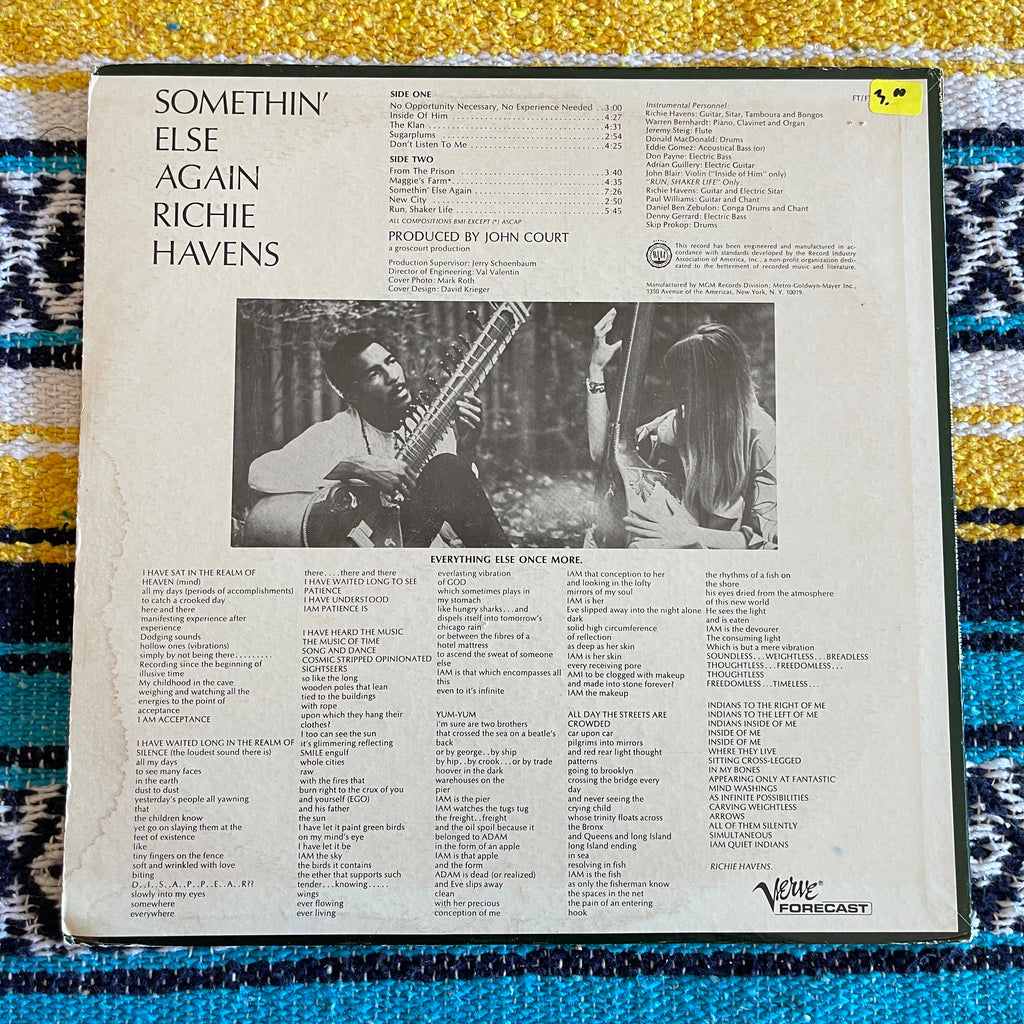 SOMETHIN'
ELSE
AGAIN
RICHIE
HAVENS
SIDE ONE
No Opportunity Necessary, No Experience Needed . . 3:00
Inside Of Him . . . 4:27
The Klan . . . 4:31
Sugarplums . . . 2:54
Don't Listen To Me . . . 4:25
SIDE TWO
From The Prison . . . 3:40
Maggie's Farm* . . . 4:35
Somethin' Else Again . . . 7:26
New City . . . 2:50
Run, Shaker Life . . . 5:45
ALL COMPOSITIONS BMI EXCEPT (*) ASCAP
PRODUCED BY JOHN COURT
a groscourt production
Production Supervisor: Jerry Schoenbaum
Director of Engineering: Val Valentin
Cover Photo: Mark Roth
Cover Design: David Krieger
FT/F
3.00
Instrumental Personnel:
Richie Havens: Guitar, Sitar, Tamboura and Bongos
Warren Bernhardt: Piano, Clavinet and Organ
Jeremy Steig: Flute
Donald MacDonald: Drums
Eddie Gomez: Acoustical Bass (or)
Don Payne: Electric Bass
Adrian Guillery: Electric Guitar
John Blair: Violin ("Inside of Him" only)
"RUN, SHAKER LIFE" Only:
Richie Havens: Guitar and Electric Sitar
Paul Williams: Guitar and Chant
Daniel Ben Zebulon: Conga Drums and Chant
Denny Gerrard: Electric Bass
Skip Prokop: Drums
This record has been engineered and manufactured in ac-
cordance with standards developed by the Record Industry
Association of America, Inc., a non-profit organization dedi-
cated to the betterment of recorded music and literature.
Manufactured by MGM Records Division, Metro-Goldwyn-Mayer Inc.,
1350 Avenue of the Americas, New York, N. Y. 10019.
EVERYTHING ELSE ONCE MORE.
I HAVE SAT IN THE REALM OF
HEAVEN (mind)
all my days (periods of accomplishments)
to catch a crooked day
here and there
manifesting experience after
experience
Dodging sounds
hollow ones (vibrations)
simply by not being there.........
Recording since the beginning of
illusive time
My childhood in the cave
weighing and watching all the
energies to the point of
acceptance
I AM ACCEPTANCE
I HAVE WAITED LONG IN THE REALM OF
SILENCE (the loudest sound there is)
all my days
to see many faces
in the earth
dust to dust
yesterday's people all yawning
that
the children know
yet go on slaying them at the
feet of existence
like
tiny fingers on the fence
soft and wrinkled with love
biting
D..I..S..A..P..P..E..A..R??
slowly into my eyes
somewhere
everywhere
there....there and there
I HAVE WAITED LONG TO SEE
PATIENCE
I HAVE UNDERSTOOD
IAM PATIENCE IS
I HAVE HEARD THE MUSIC
THE MUSIC OF TIME
SONG AND DANCE
COSMIC STRIPPED OPINIONATED
SIGHTSEERS
so like the long
wooden poles that lean
tied to the buildings
with rope
upon which they hang their
clothes?
I too can see the sun
it's glimmering reflecting
SMILE engulf
whole cities
raw
with the fires that
burn right to the crux of you
and yourself (EGO)
and his father
the sun
I have let it paint green birds
on my mind's eye
I have let it be
IAM the sky
the birds it contains
the ether that supports such
tender...knowing.....
wings
ever flowing
ever living
everlasting vibration
of GOD
which sometimes plays in
my stomach
like hungry sharks...and
dispels itself into tomorrow's
chicago rain
or between the fibres of a
hotel mattress
to ascend the sweat of someone
else
IAM is that which encompasses all
this
even to it's infinite
YUM-YUM
i'm sure are two brothers
that crossed the sea on a beatle's
back
or by george..by ship
by hip..by crook...or by trade
hoover in the dark
warehouses on the
pier
IAM is the pier
IAM watches the tugs tug
the freight..freight
and the oil spoil because it
belonged to ADAM
in the form of an apple
IAM is that apple
and the form
ADAM is dead (or realized)
and Eve slips away
clean
with her precious
conception of me
IAM that conception to her
and looking in the lofty
mirrors of my soul
IAM is her
Eve slipped away into the night alone
dark
solid high circumference
of reflection
as deep as her skin
IAM is her skin
every receiving pore
AMI to be clogged with makeup
and made into stone forever?
IAM the makeup
ALL DAY THE STREETS ARE
CROWDED
car upon car
pilgrims into mirrors
and red rear light thought
patterns
going to brooklyn
crossing the bridge every
day
and never seeing the
crying child
whose trinity floats across
the Bronx
and Queens and long Island
long Island ending
in sea
resolving in fish
IAM is the fish
as only the fisherman know
the spaces in the net
the pain of an entering
hook
the rhythms of a fish on
the shore
his eyes dried from the atmosphere
of this new world
He sees the light
and is eaten
IAM is the devourer
The consuming light
Which is but a mere vibration
SOUNDLESS...WEIGHTLESS...BREADLESS
THOUGHTLESS...FREEDOMLESS...
THOUGHTLESS
FREEDOMLESS...TIMELESS...
INDIANS TO THE RIGHT OF ME
INDIANS TO THE LEFT OF ME
INDIANS INSIDE OF ME
INSIDE OF ME
INSIDE OF ME
WHERE THEY LIVE
SITTING CROSS-LEGGED
IN MY BONES
APPEARING ONLY AT FANTASTIC
MIND WASHINGS
AS INFINITE POSSIBILITIES
CARVING WEIGHTLESS
ARROWS
ALL OF THEM SILENTLY
SIMULTANEOUS
IAM QUIET INDIANS
RICHIE HAVENS.
Verve®
FORECAST